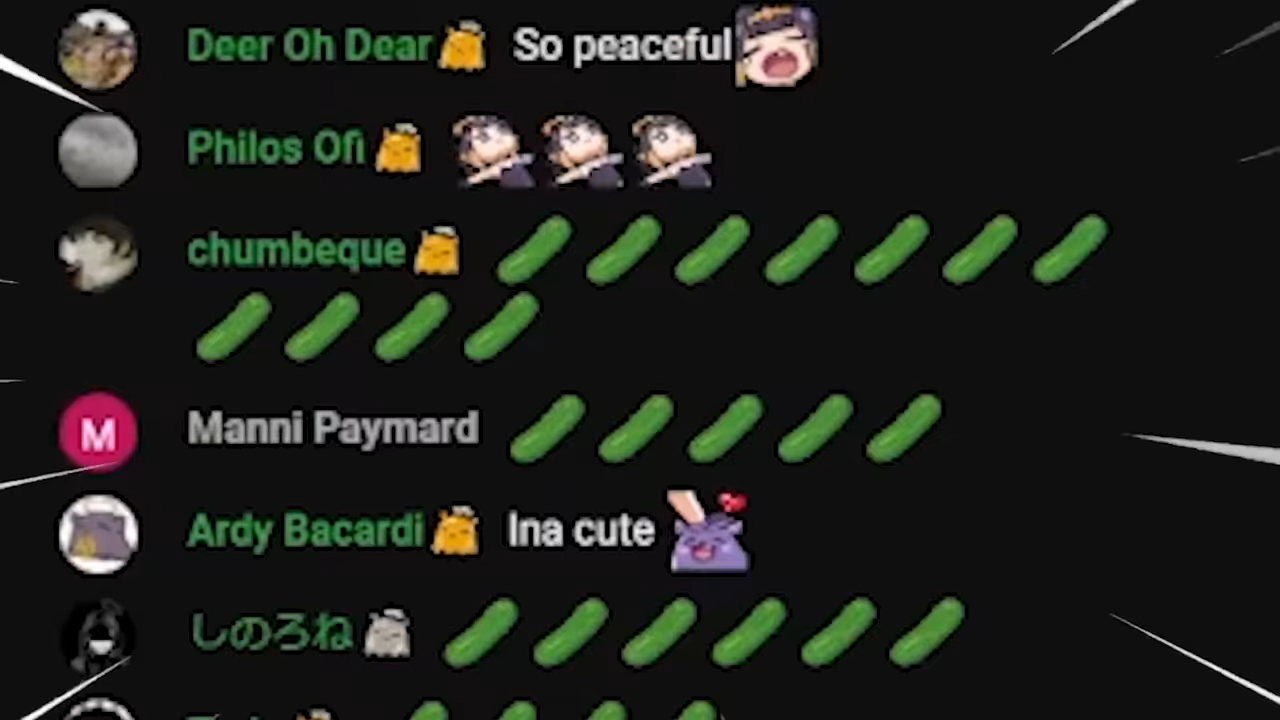 Deer Oh Dear So peaceful
Philos Ofi
chumbeque
M Manni Paymard
Ardy Bacardi Ina cute
しのろね